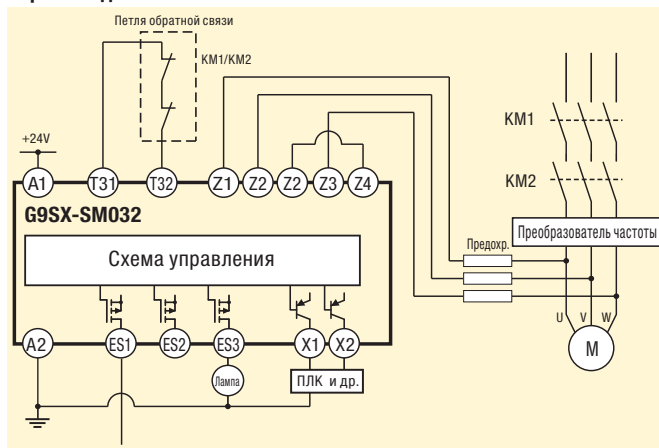 Петля обратной связи
KM1/KM2
KM1
+24V
A1
T31
T32
Z1
Z2
Z2
Z3
Z4
KM2
G9SX-SM032
Преобразователь частоты
Предохр.
Схема управления
U
V
W
A2
ES1
ES2
ES3
X1
X2
M
Лампа
ПЛК и др.